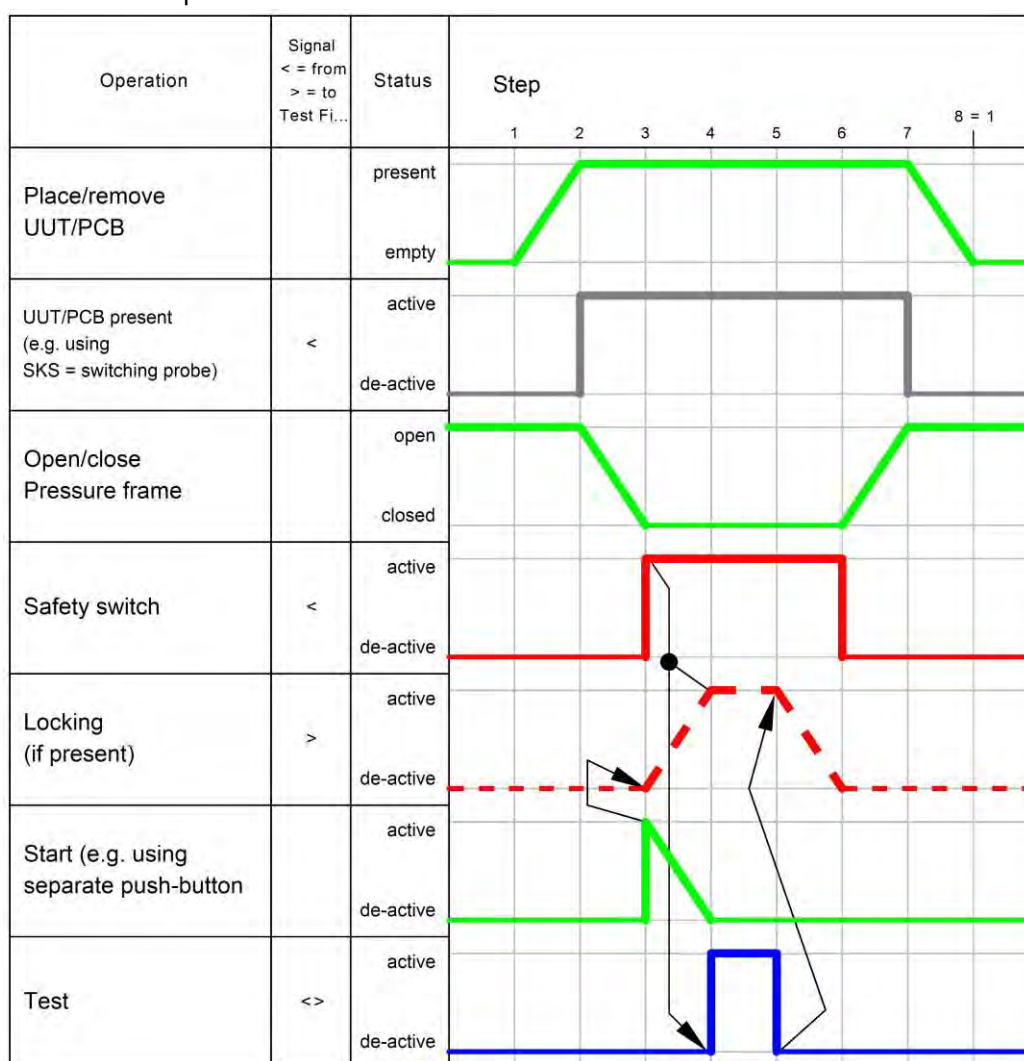 Operation
Signal
< = from
> = to
Test Fi...
Status
Step
1 2 3 4 5 6 7 8 = 1
Place/remove
UUT/PCB
present
empty
UUT/PCB present
(e.g. using
SKS = switching probe)
<
active
de-active
Open/close
Pressure frame
open
closed
Safety switch
<
active
de-active
Locking
(if present)
>
active
de-active
Start (e.g. using
separate push-button
active
de-active
Test
<>
active
de-active